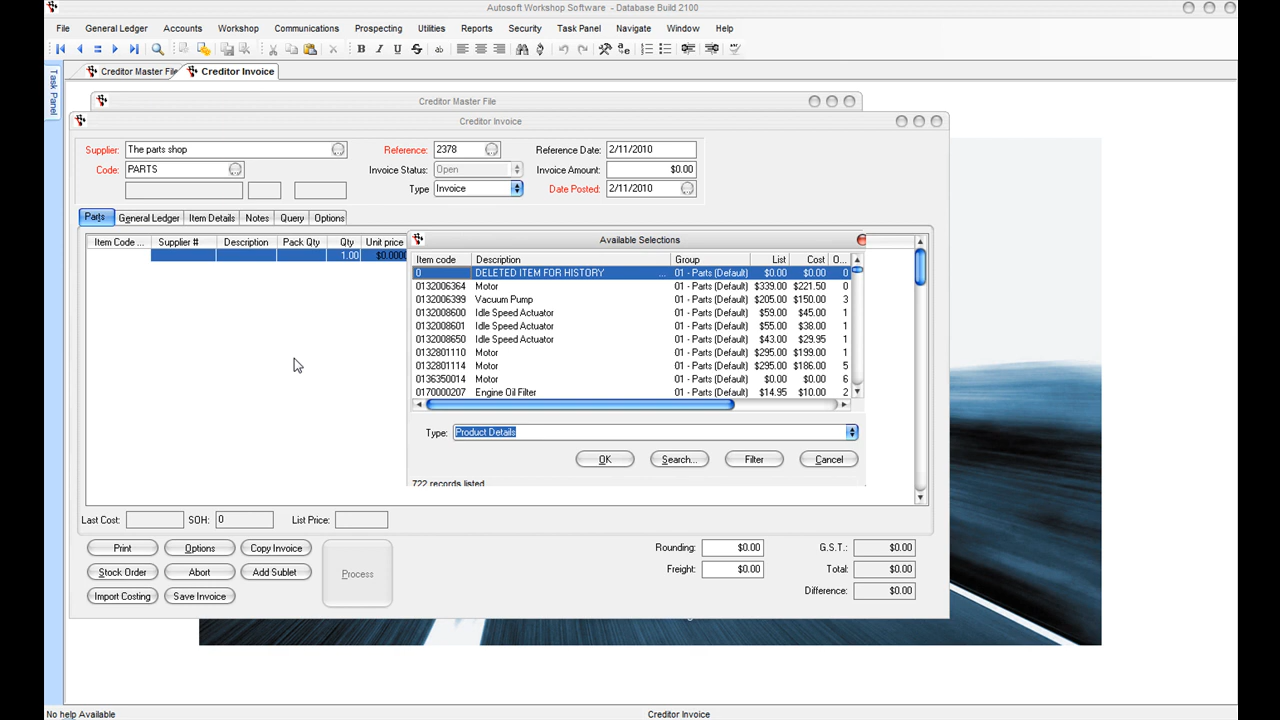 Autosoft Workshop Software - Database Build 2100
File General Ledger Accounts Workshop Communications Prospecting Utilities Reports Security Task Panel Navigate Window Help
B I U S ab
Creditor Master File Creditor Invoice
Task Panel
Creditor Master File
Creditor Invoice
Supplier: The parts shop Reference: 2378 Reference Date: 2/11/2010
Code: PARTS Invoice Status: Open Invoice Amount: $0.00
Type Invoice Date Posted: 2/11/2010
Parts General Ledger Item Details Notes Query Options
Item Code ... Supplier # Description Pack Qty Qty Unit price
1.00 $0.0000
Available Selections
Item code Description Group List Cost O...
0 DELETED ITEM FOR HISTORY ... 01 - Parts (Default) $0.00 $0.00 0
0132006364 Motor 01 - Parts (Default) $339.00 $221.50 0
0132006399 Vacuum Pump 01 - Parts (Default) $205.00 $150.00 3
0132008600 Idle Speed Actuator 01 - Parts (Default) $59.00 $45.00 1
0132008601 Idle Speed Actuator 01 - Parts (Default) $55.00 $38.00 1
0132008650 Idle Speed Actuator 01 - Parts (Default) $43.00 $29.95 1
0132801110 Motor 01 - Parts (Default) $295.00 $199.00 1
0132801114 Motor 01 - Parts (Default) $295.00 $186.00 5
0136350014 Motor 01 - Parts (Default) $0.00 $0.00 6
0170000207 Engine Oil Filter 01 - Parts (Default) $14.95 $10.00 2
Type: Product Details
OK Search... Filter Cancel
722 records listed
Last Cost: SOH: 0 List Price:
Print Options Copy Invoice Rounding: $0.00 G.S.T.: $0.00
Stock Order Abort Add Sublet Process Freight: $0.00 Total: $0.00
Import Costing Save Invoice Difference: $0.00
No help Available Creditor Invoice